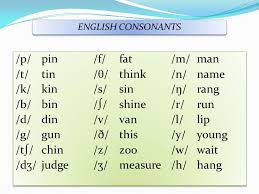 ENGLISH CONSONANTS
/p/ pin /f/ fat /m/ man
/t/ tin /θ/ think /n/ name
/k/ kin /s/ sin /ŋ/ rang
/b/ bin /ʃ/ shine /r/ run
/d/ din /v/ van /l/ lip
/g/ gun /ð/ this /y/ young
/tʃ/ chin /z/ zoo /w/ wait
/dʒ/ judge /ʒ/ measure /h/ hang